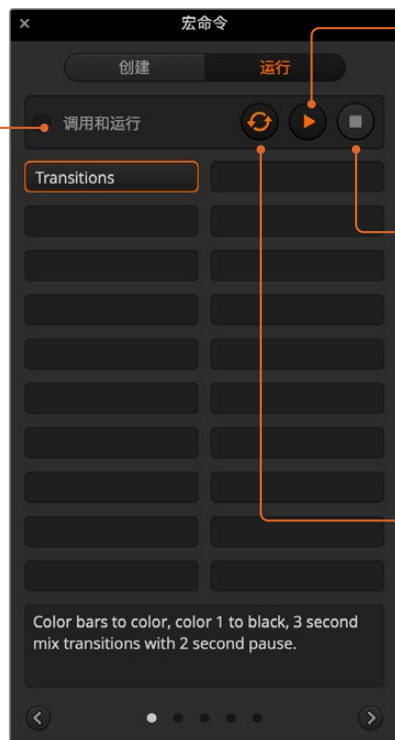 宏命令
创建
运行
调用和运行
Transitions
Color bars to color, color 1 to black, 3 second
mix transitions with 2 second pause.